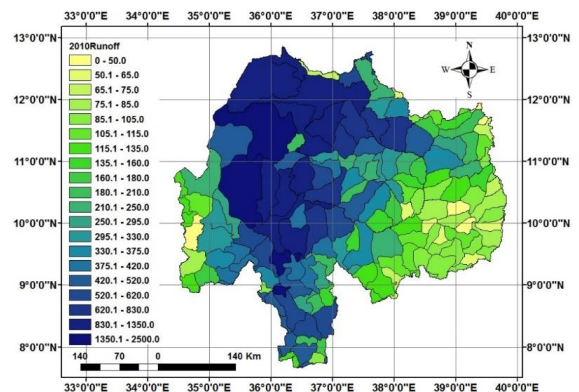 33°0'0"E 34°0'0"E 35°0'0"E 36°0'0"E 37°0'0"E 38°0'0"E 39°0'0"E 40°0'0"E
13°0'0"N 13°0'0"N
N
W E
S
2010Runoff
0 - 50.0
50.1 - 65.0
65.1 - 75.0
75.1 - 85.0
85.1 - 105.0
105.1 - 115.0
115.1 - 135.0
135.1 - 160.0
160.1 - 180.0
180.1 - 210.0
210.1 - 250.0
250.1 - 295.0
295.1 - 330.0
330.1 - 375.0
375.1 - 420.0
420.1 - 520.0
520.1 - 620.0
620.1 - 830.0
830.1 - 1350.0
1350.1 - 2500.0
12°0'0"N 12°0'0"N
11°0'0"N 11°0'0"N
10°0'0"N 10°0'0"N
9°0'0"N 9°0'0"N
8°0'0"N 8°0'0"N
140 70 0 140 Km
33°0'0"E 34°0'0"E 35°0'0"E 36°0'0"E 37°0'0"E 38°0'0"E 39°0'0"E 40°0'0"E